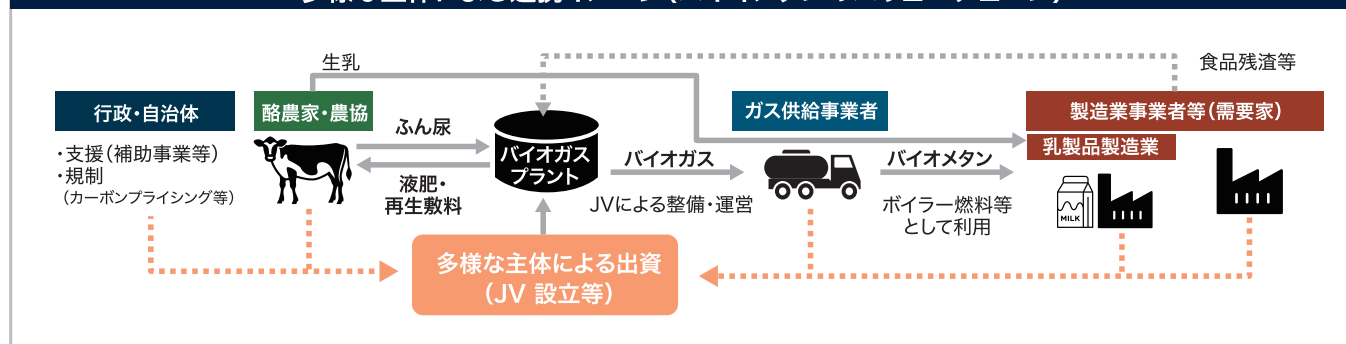 生乳
食品残渣等
行政・自治体
・支援（補助事業等）
・規制
（カーボンプライシング等）
酪農家・農協
ふん尿
液肥・
再生敷料
バイオガス
プラント
バイオガス
JVによる整備・運営
ガス供給事業者
バイオメタン
ボイラー燃料等
として利用
製造業事業者等（需要家）
乳製品製造業
MILK
多様な主体による出資
（JV 設立等）